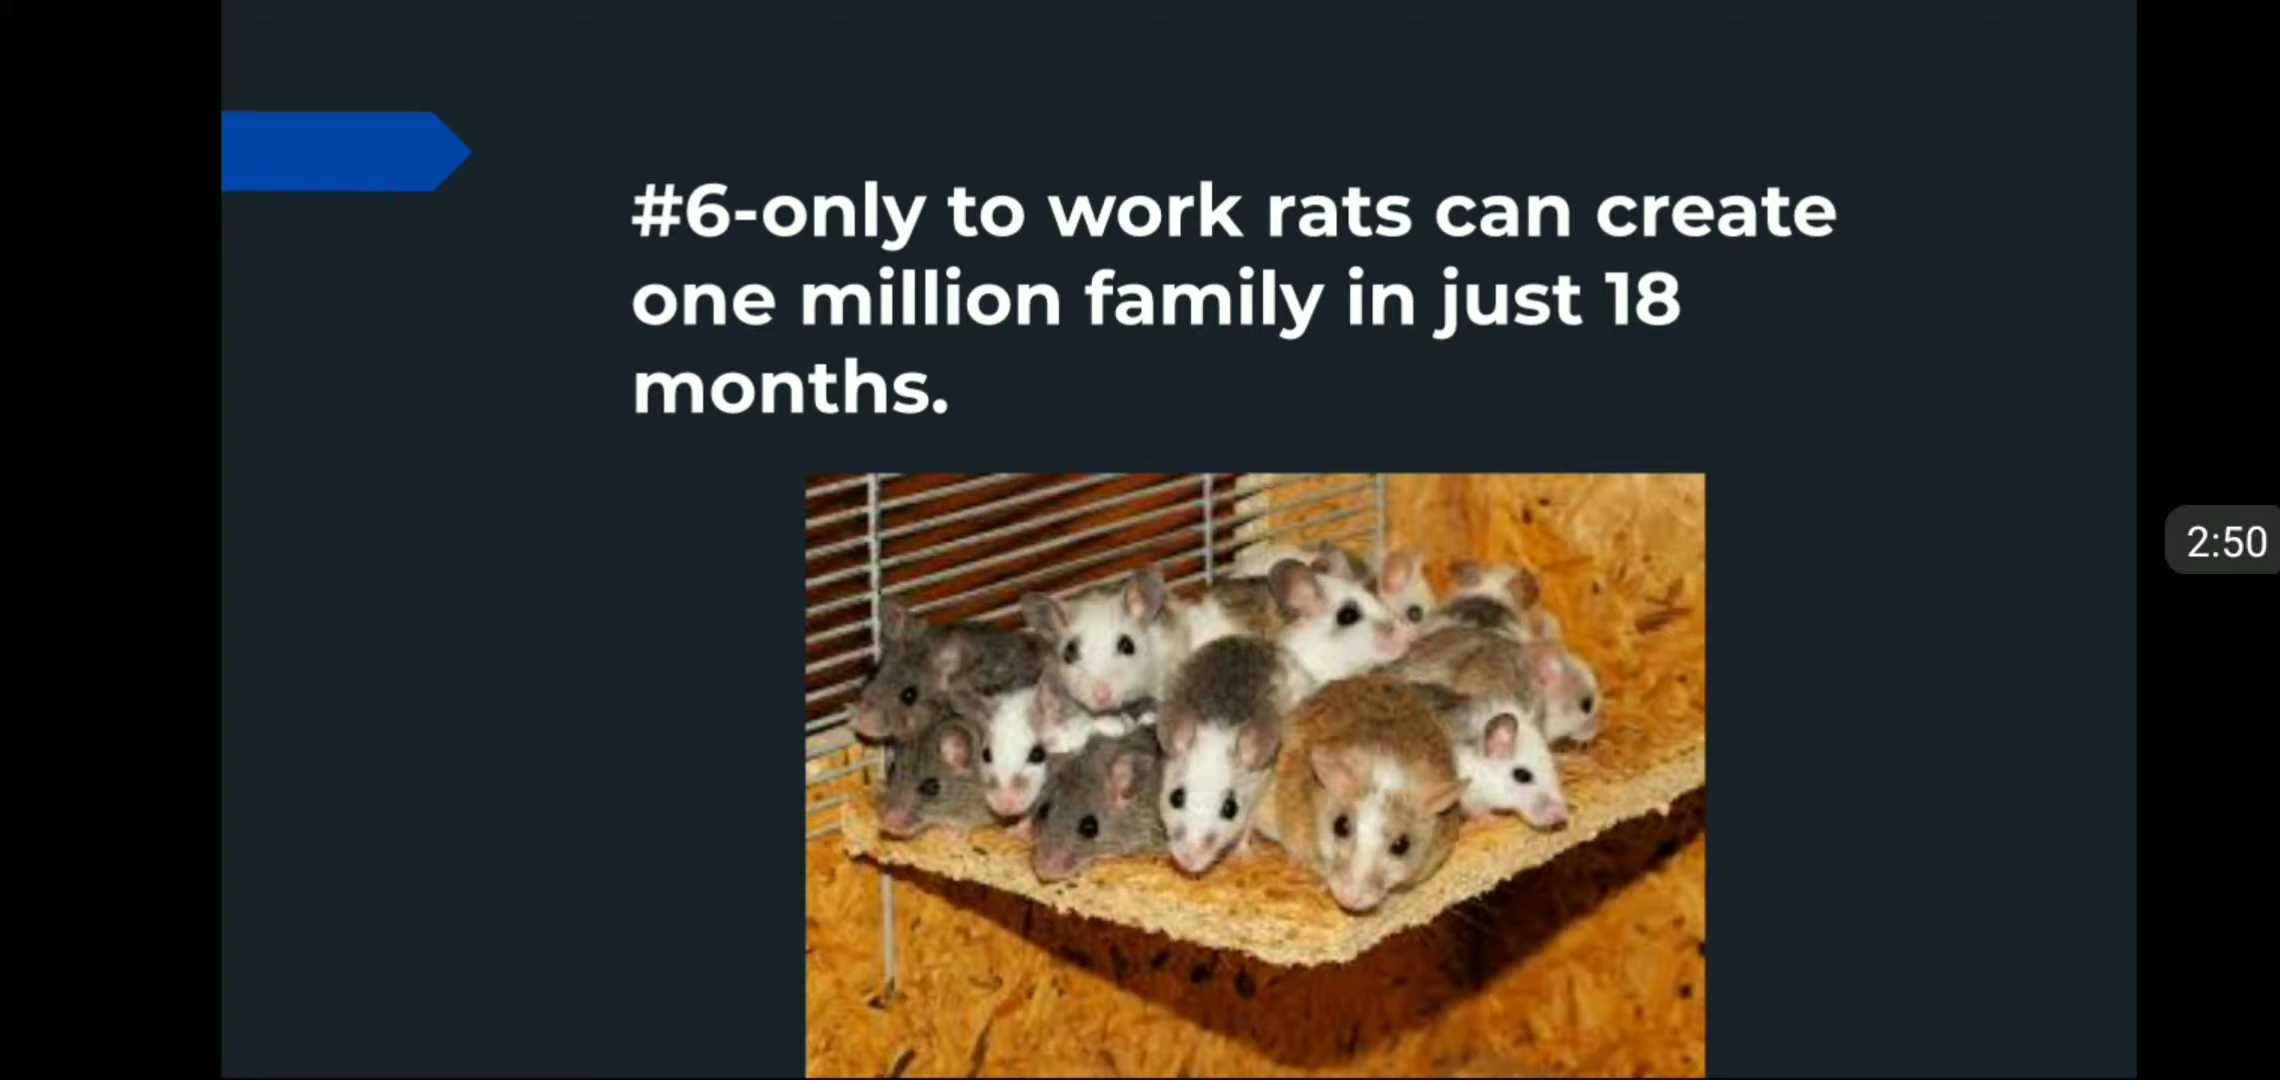 #6-only to work rats can create
one million family in just 18
months.
2:50